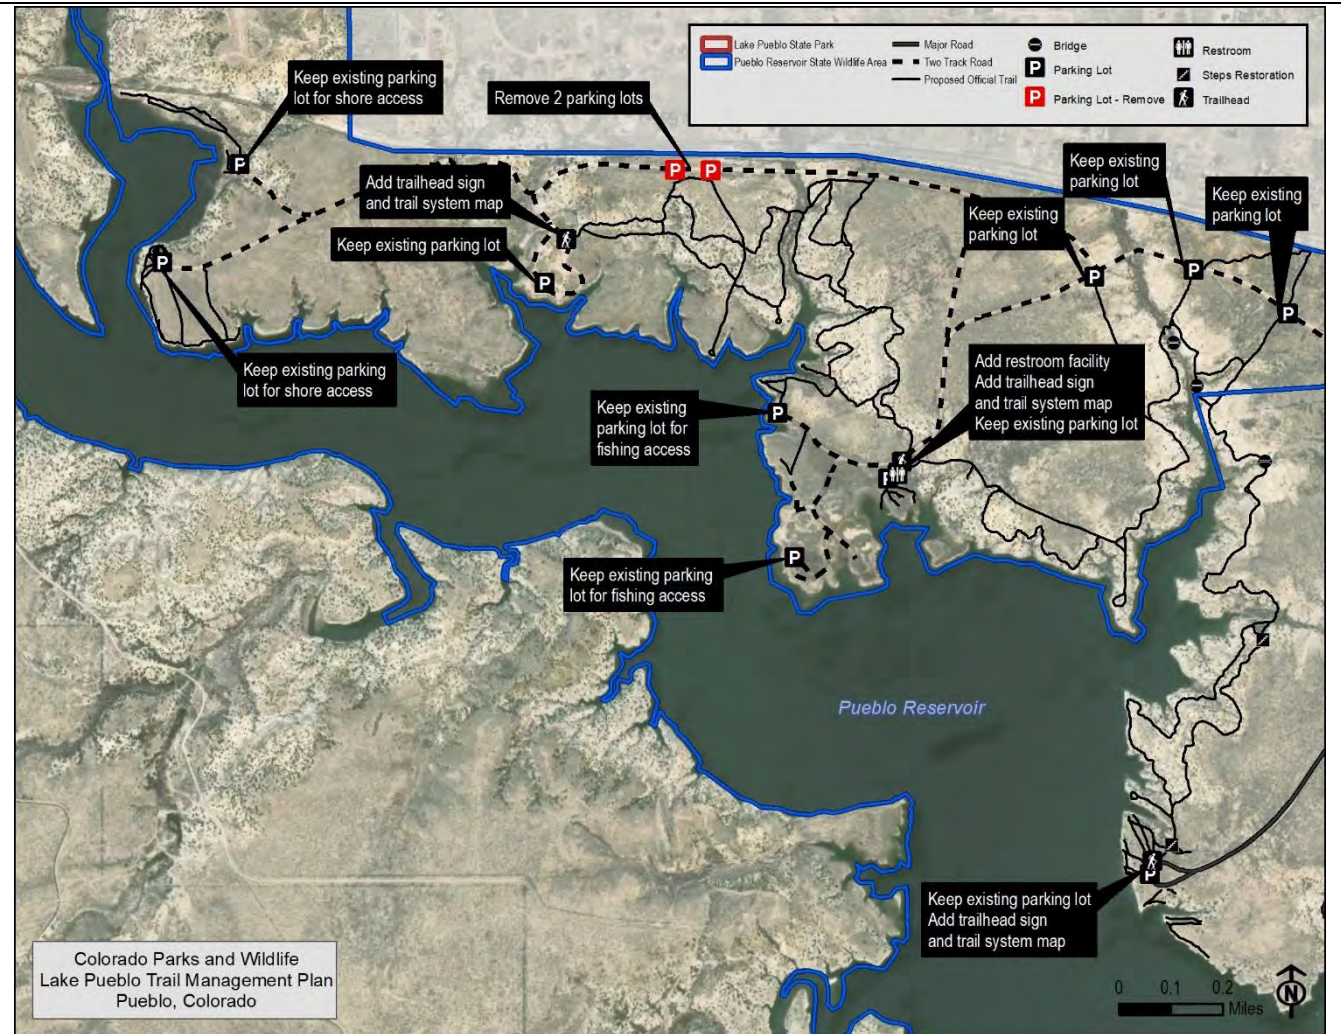 Lake Pueblo State Park
Pueblo Reservoir State Wildlife Area
Major Road
Two Track Road
Proposed Official Trail
Bridge
P Parking Lot
P Parking Lot - Remove
Restroom
Steps Restoration
Trailhead
Keep existing parking
lot for shore access
P
Remove 2 parking lots
P P
Add trailhead sign
and trail system map
Keep existing parking lot
P
Keep existing
parking lot
P
Keep existing
parking lot
P
Keep existing
parking lot
P
P
Keep existing parking
lot for shore access
Keep existing
parking lot for
fishing access
P
Add restroom facility
Add trailhead sign
and trail system map
Keep existing parking lot
P
Keep existing parking
lot for fishing access
P
Pueblo Reservoir
Keep existing parking lot
Add trailhead sign
and trail system map
P
Colorado Parks and Wildlife
Lake Pueblo Trail Management Plan
Pueblo, Colorado
0 0.1 0.2
Miles
N